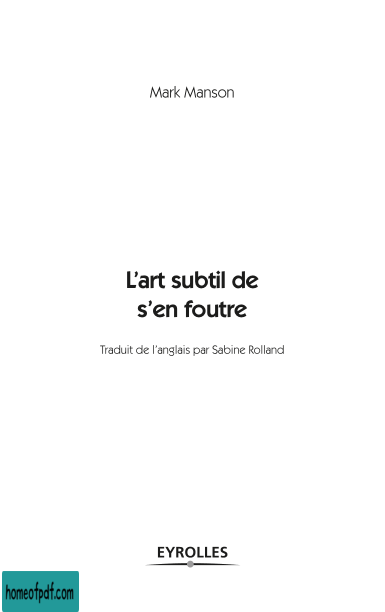 Mark Manson
L’art subtil de
s’en foutre
Traduit de l’anglais par Sabine Rolland
EYROLLES
homeofpdf.com